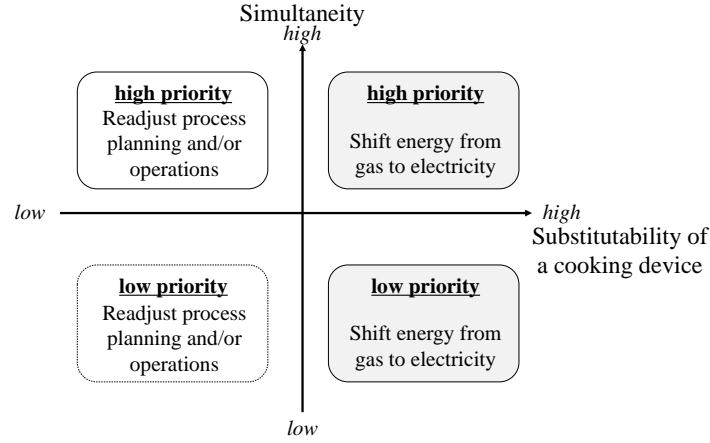 Simultaneity
high
high priority
Readjust process
planning and/or
operations
high priority
Shift energy from
gas to electricity
low
high
Substitutability of
a cooking device
low priority
Readjust process
planning and/or
operations
low priority
Shift energy from
gas to electricity
low